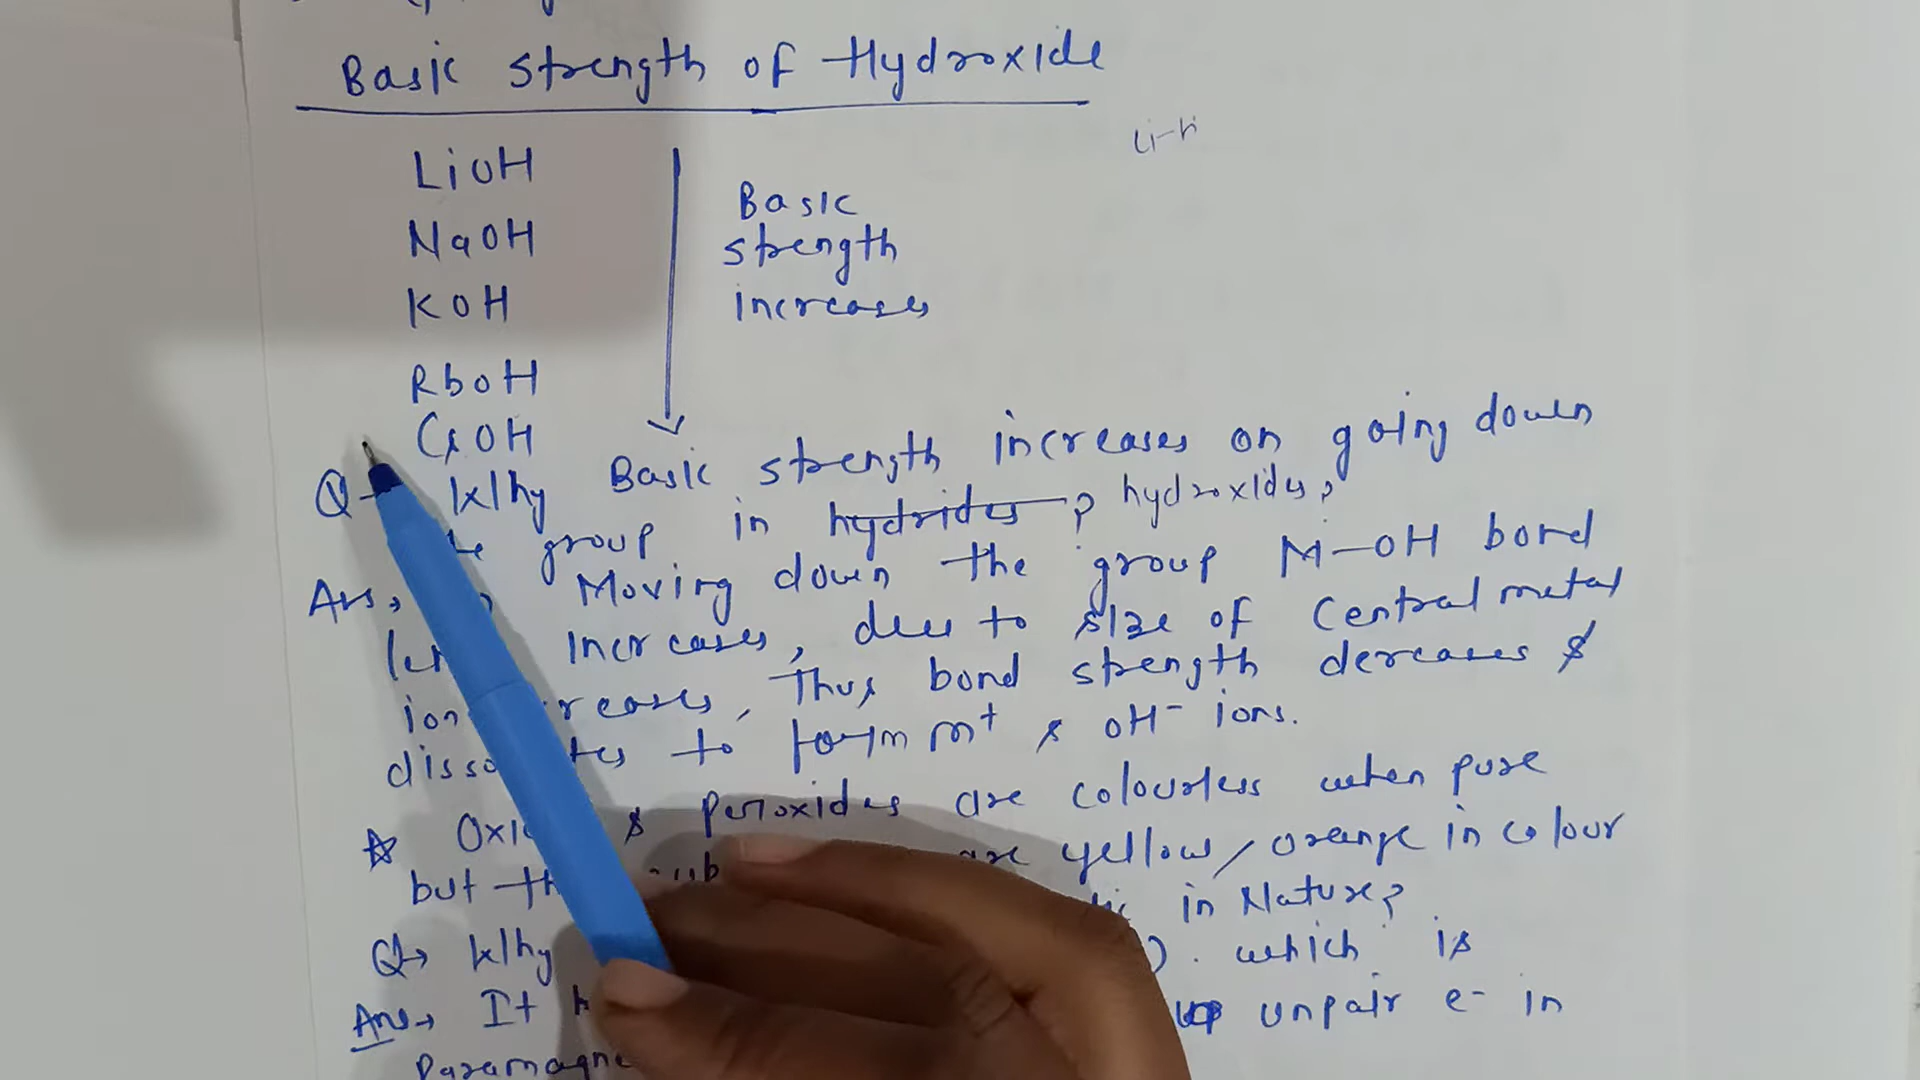 Basic strength of Hydroxide
Li-H
LiOH
NaOH
KOH
RbOH
CsOH
Basic
strength
increases
Q→ Why Basic strength increases on going down
group in hydrides? hydroxides?
Ans→ Moving down the group M-OH bond
increases, due to size of Central metal
ion Thus bond strength decreases &
to form m+ & OH- ions.
☆ & peroxides are colourless when pure
but are yellow/orange in colour
in Nature?
Q→ Why which is
Ans→ It unpair e- in